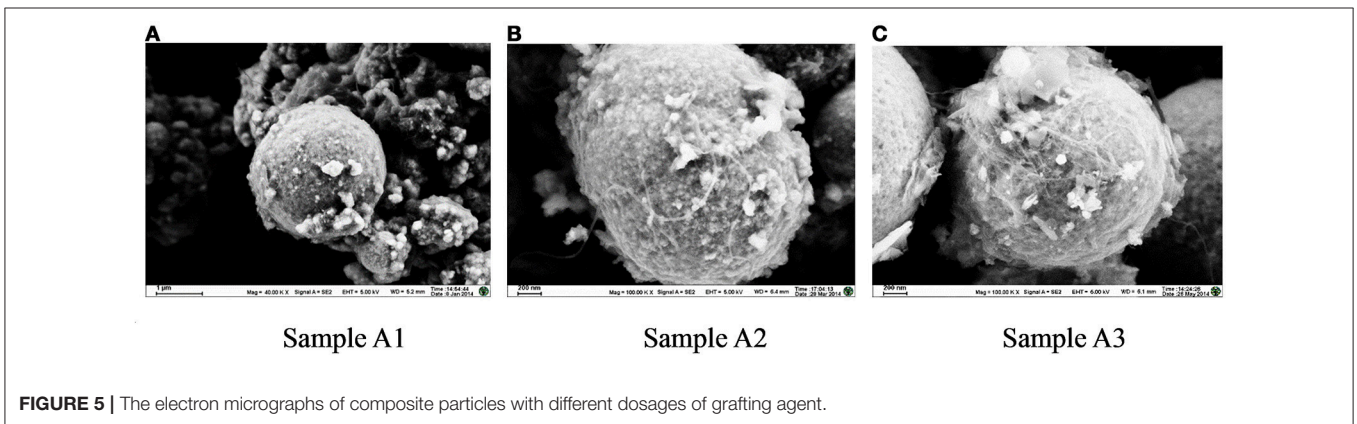 A
B
C
1 µm
Mag = 40.00 K X Signal A = SE2 EHT = 5.00 kV WD = 5.2 mm Time :14:54:44
Date :8 Jan 2014
200 nm
Mag = 100.00 K X Signal A = SE2 EHT = 5.00 kV WD = 6.4 mm Time :17:04:13
Date :28 Mar 2014
200 nm
Mag = 100.00 K X Signal A = SE2 EHT = 5.00 kV WD = 5.1 mm Time :14:24:26
May 2014
Sample A1
Sample A2
Sample A3
FIGURE 5 | The electron micrographs of composite particles with different dosages of grafting agent.